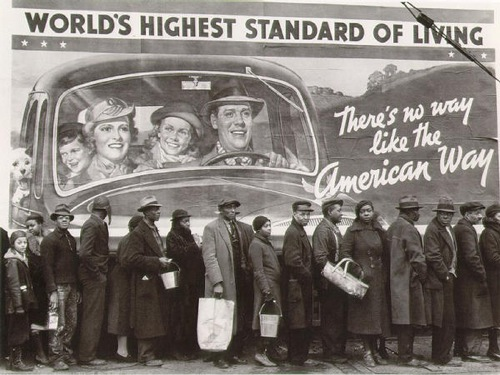 WORLD'S HIGHEST STANDARD OF LIVING
There's no way
like the
American Way